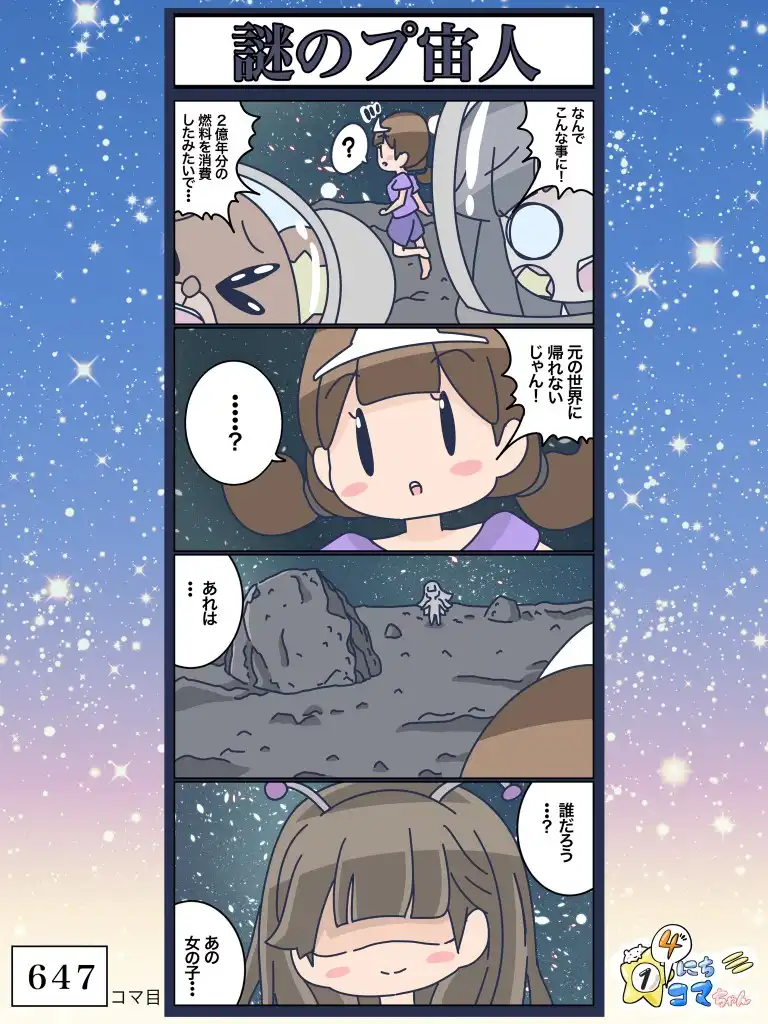 謎のプ宙人
なんで
こんな事に!
?
2億年分の
燃料を消費
したみたいで…
元の世界に
帰れない
じゃん!
……?
あれは
…
誰だろう
…?
あの
女の子…
647
コマ目
1
4
にち
コマ
ちゃん